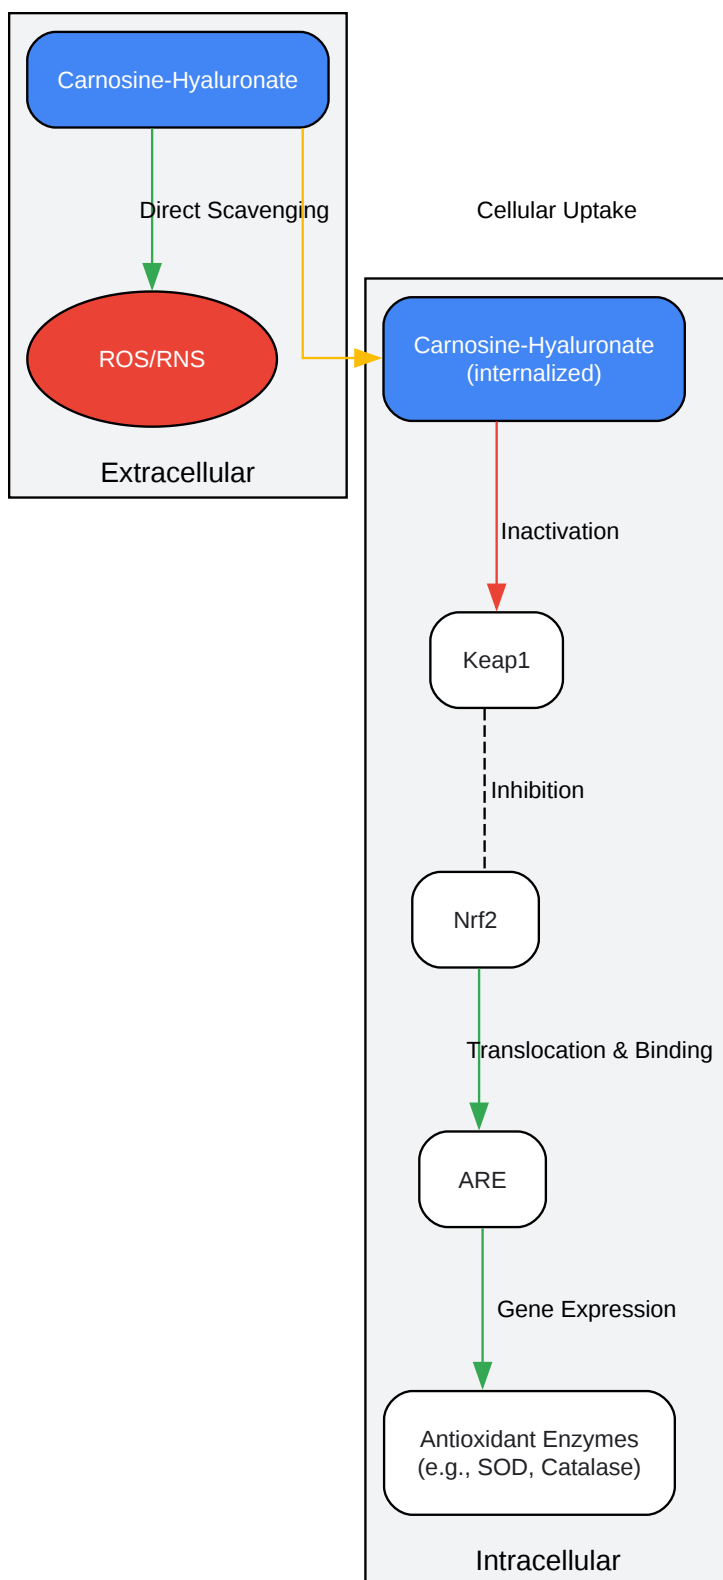 Carnosine-Hyaluronate
Direct Scavenging
Cellular Uptake
ROS/RNS
Extracellular
Carnosine-Hyaluronate
(internalized)
Inactivation
Keap1
Inhibition
Nrf2
Translocation & Binding
ARE
Gene Expression
Antioxidant Enzymes
(e.g., SOD, Catalase)
Intracellular